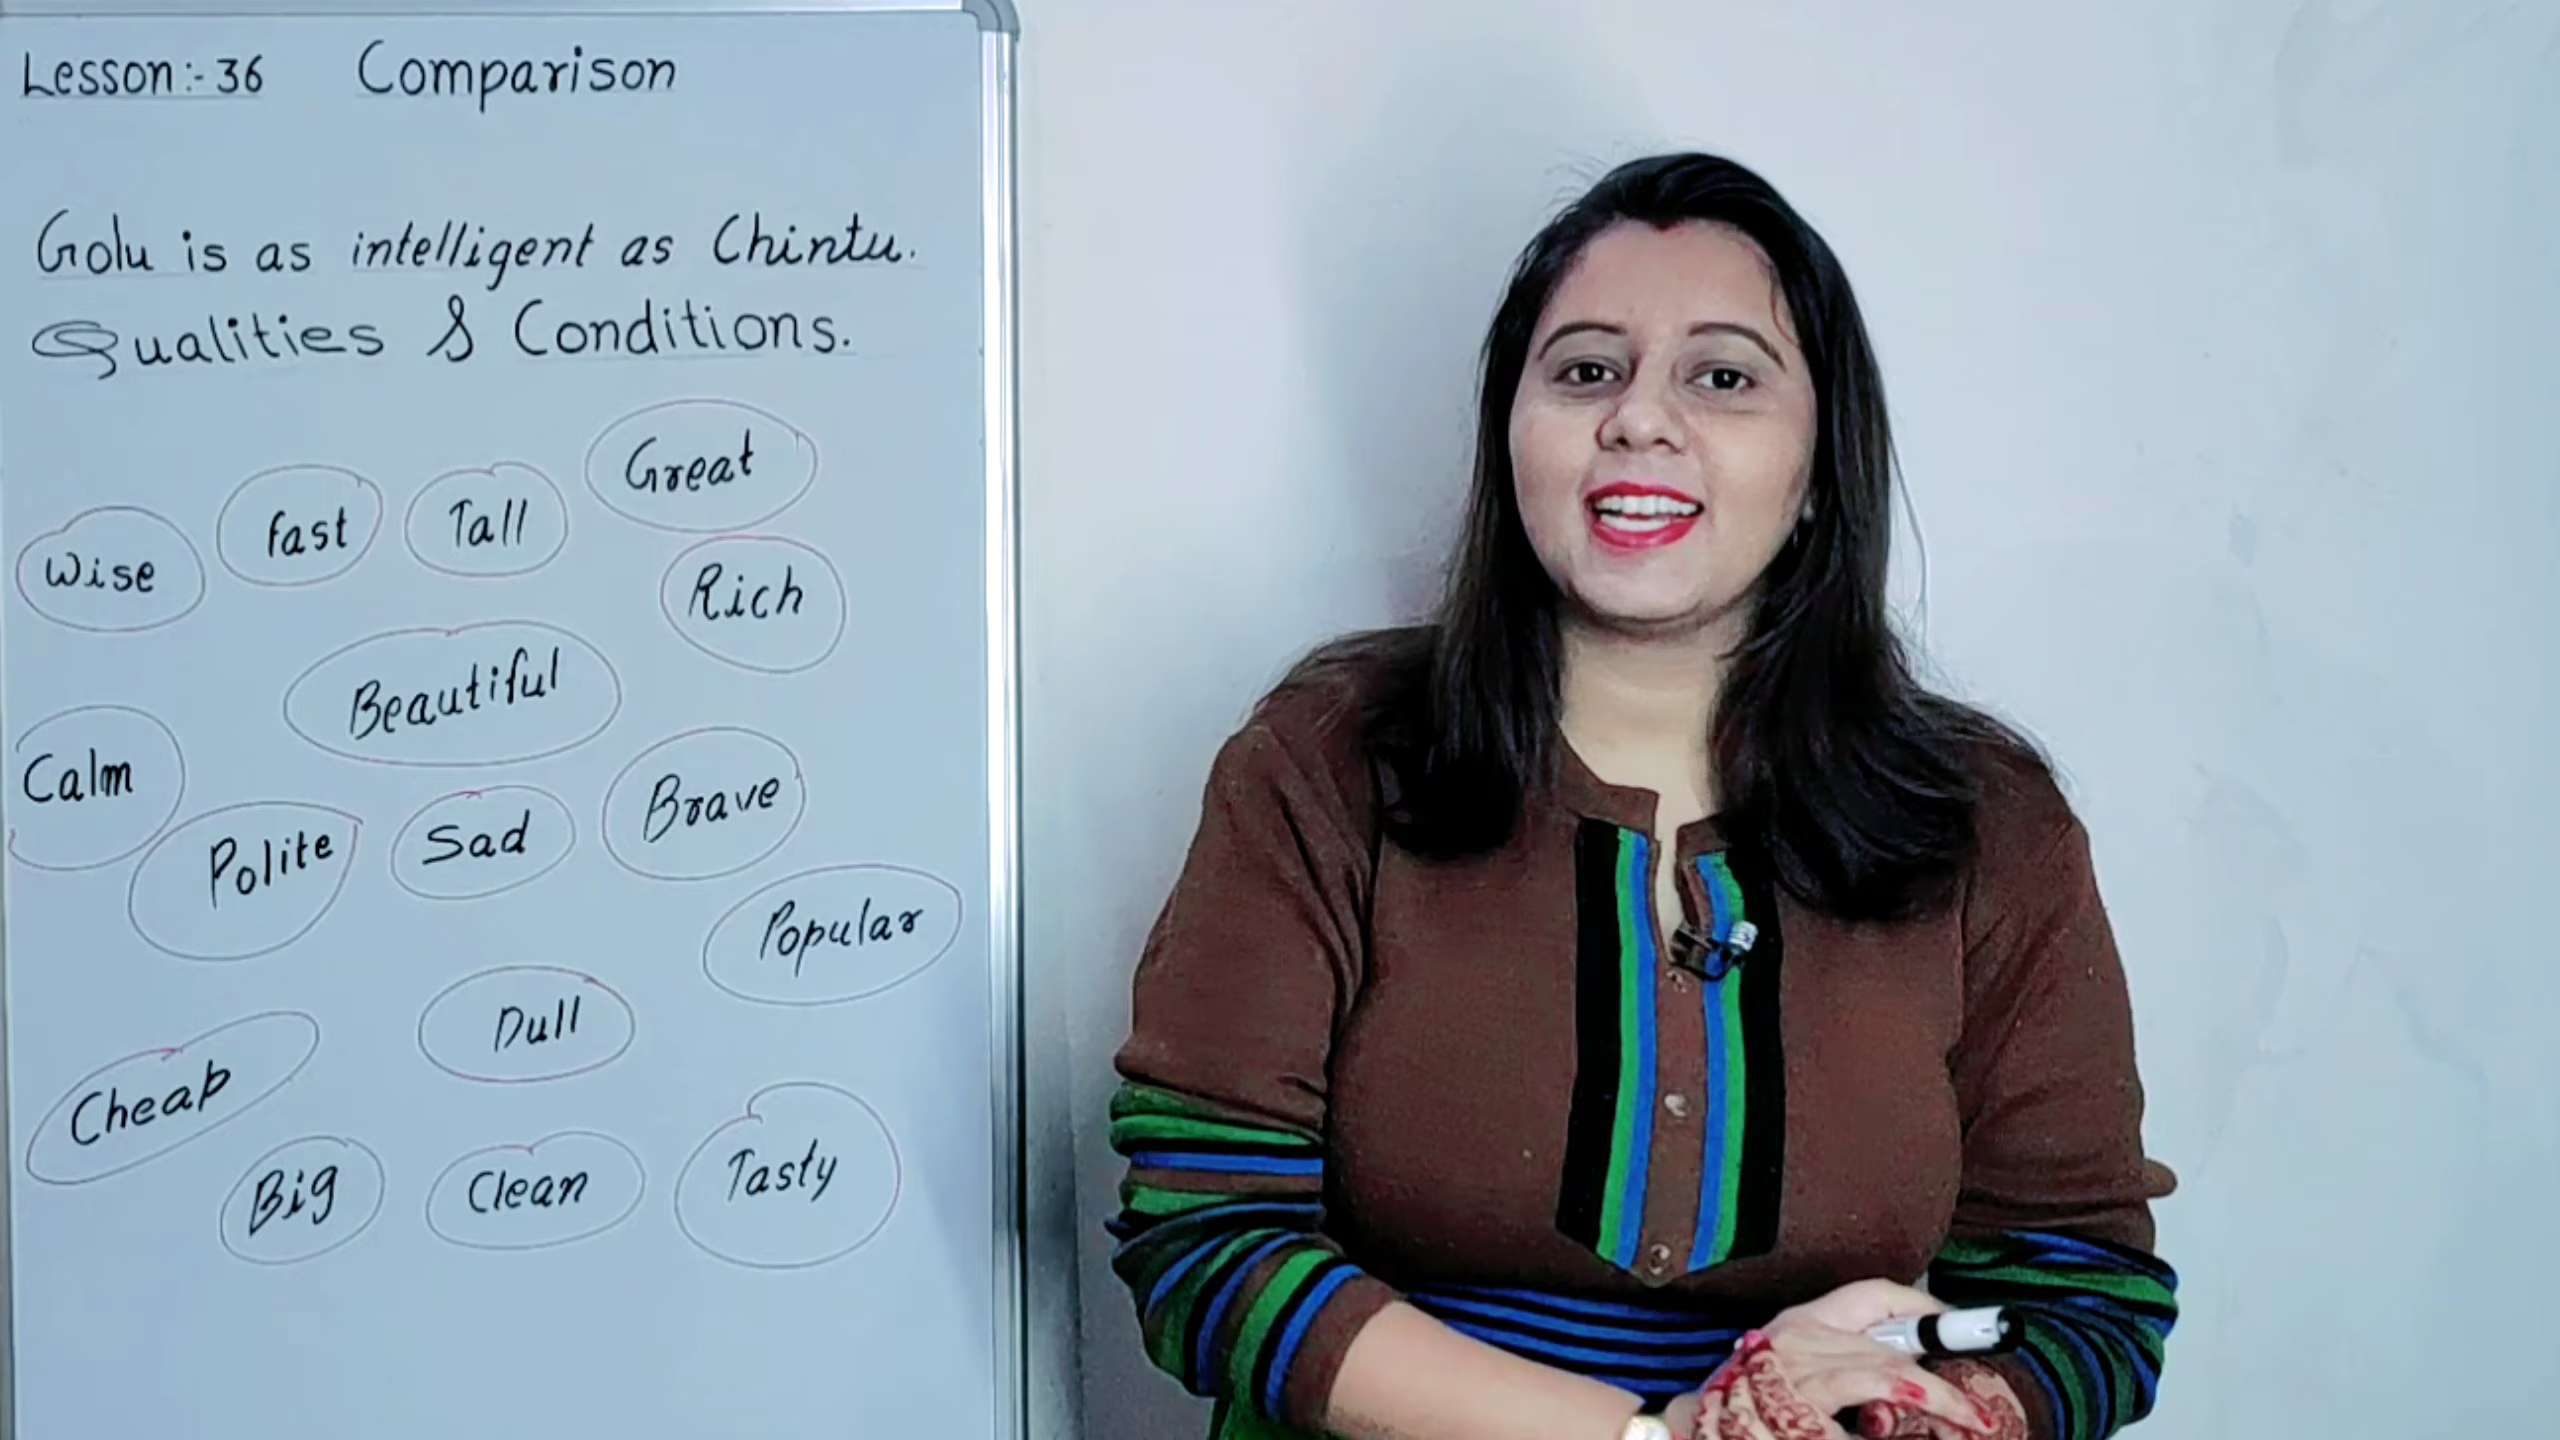 Lesson:- 36 Comparison
Golu is as intelligent as Chintu.
Qualities & Conditions.
Great
Wise
fast
Tall
Rich
Beautiful
Calm
Polite
Sad
Brave
Popular
Dull
Cheap
Big
Clean
Tasty